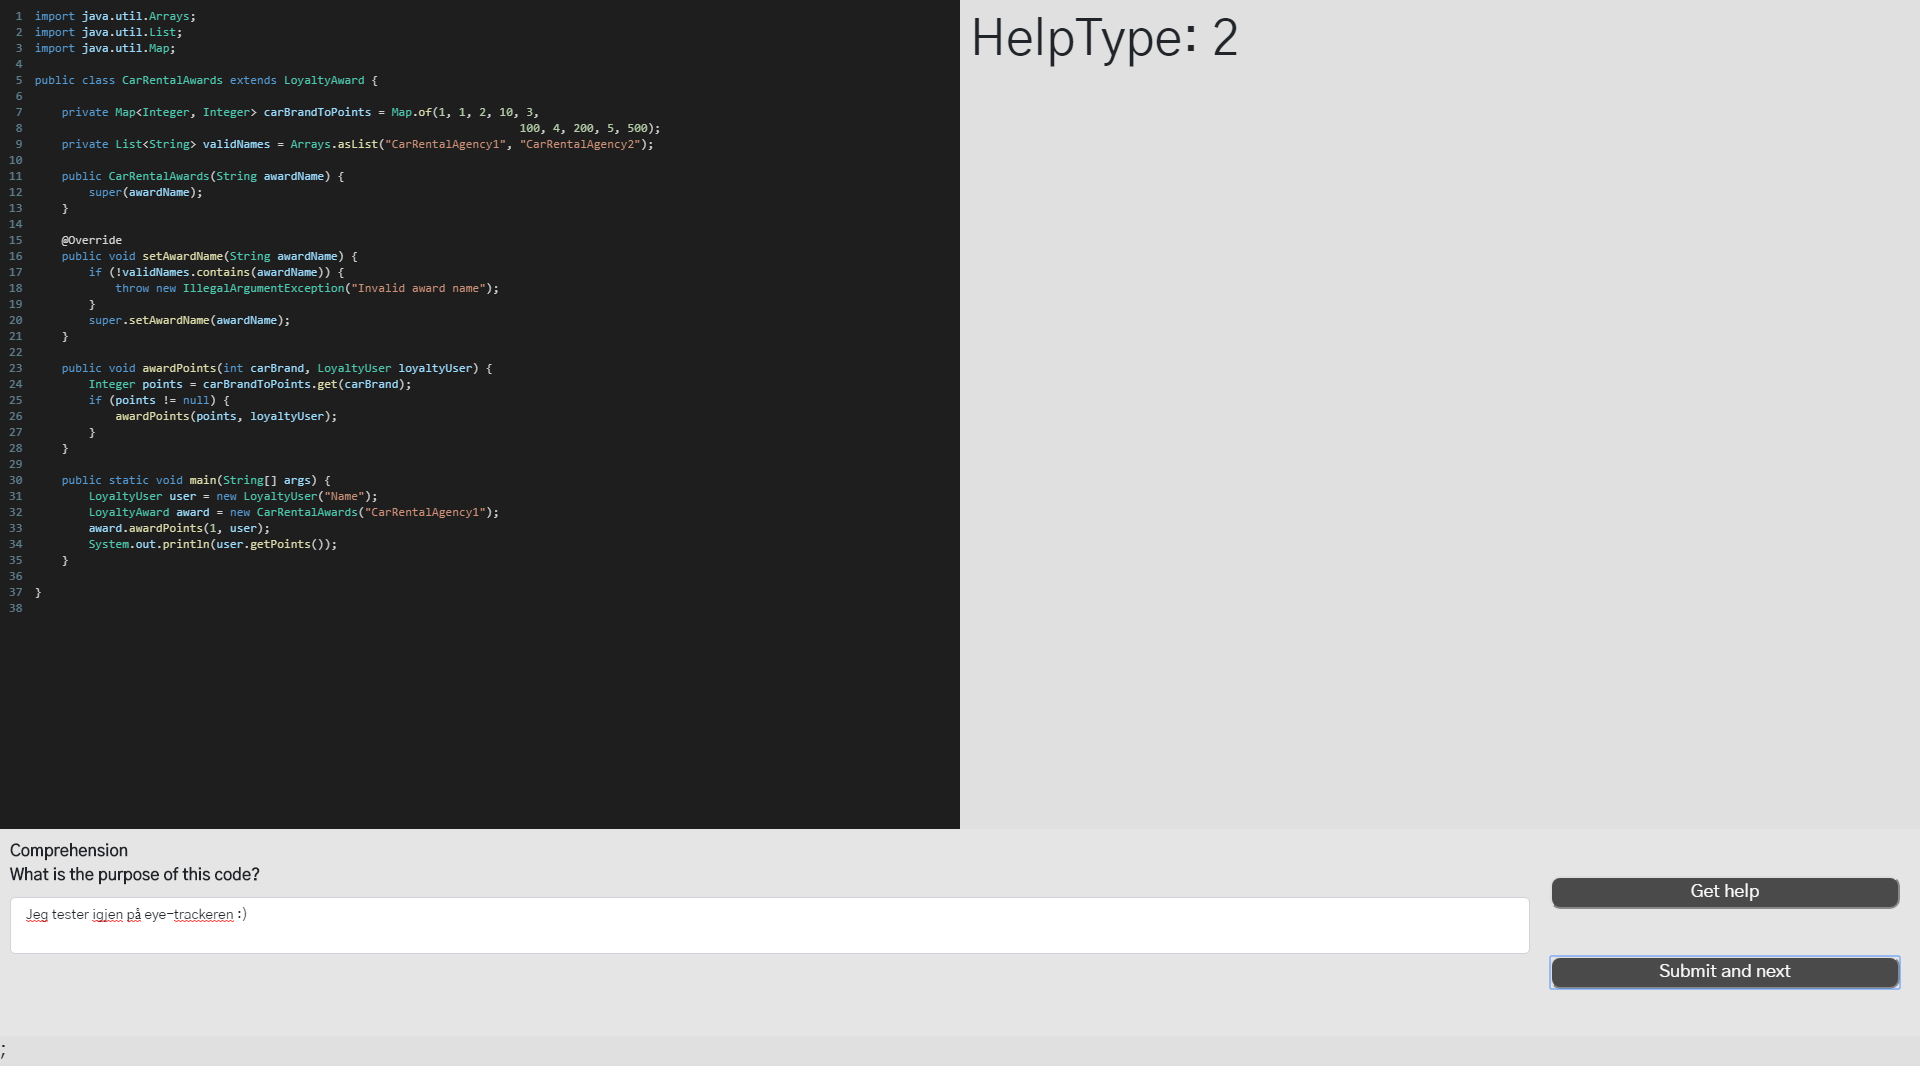 1 import java.util.Arrays;
2 import java.util.List;
3 import java.util.Map;
4
5 public class CarRentalAwards extends LoyaltyAward {
6
7 private Map<Integer, Integer> carBrandToPoints = Map.of(1, 1, 2, 10, 3,
8 100, 4, 200, 5, 500);
9 private List<String> validNames = Arrays.asList("CarRentalAgency1", "CarRentalAgency2");
10
11 public CarRentalAwards(String awardName) {
12 super(awardName);
13 }
14
15 @Override
16 public void setAwardName(String awardName) {
17 if (!validNames.contains(awardName)) {
18 throw new IllegalArgumentException("Invalid award name");
19 }
20 super.setAwardName(awardName);
21 }
22
23 public void awardPoints(int carBrand, LoyaltyUser loyaltyUser) {
24 Integer points = carBrandToPoints.get(carBrand);
25 if (points != null) {
26 awardPoints(points, loyaltyUser);
27 }
28 }
29
30 public static void main(String[] args) {
31 LoyaltyUser user = new LoyaltyUser("Name");
32 LoyaltyAward award = new CarRentalAwards("CarRentalAgency1");
33 award.awardPoints(1, user);
34 System.out.println(user.getPoints());
35 }
36
37 }
38
HelpType: 2
Comprehension
What is the purpose of this code?
Jeg tester igjen på eye-trackeren :)
Get help
Submit and next
;